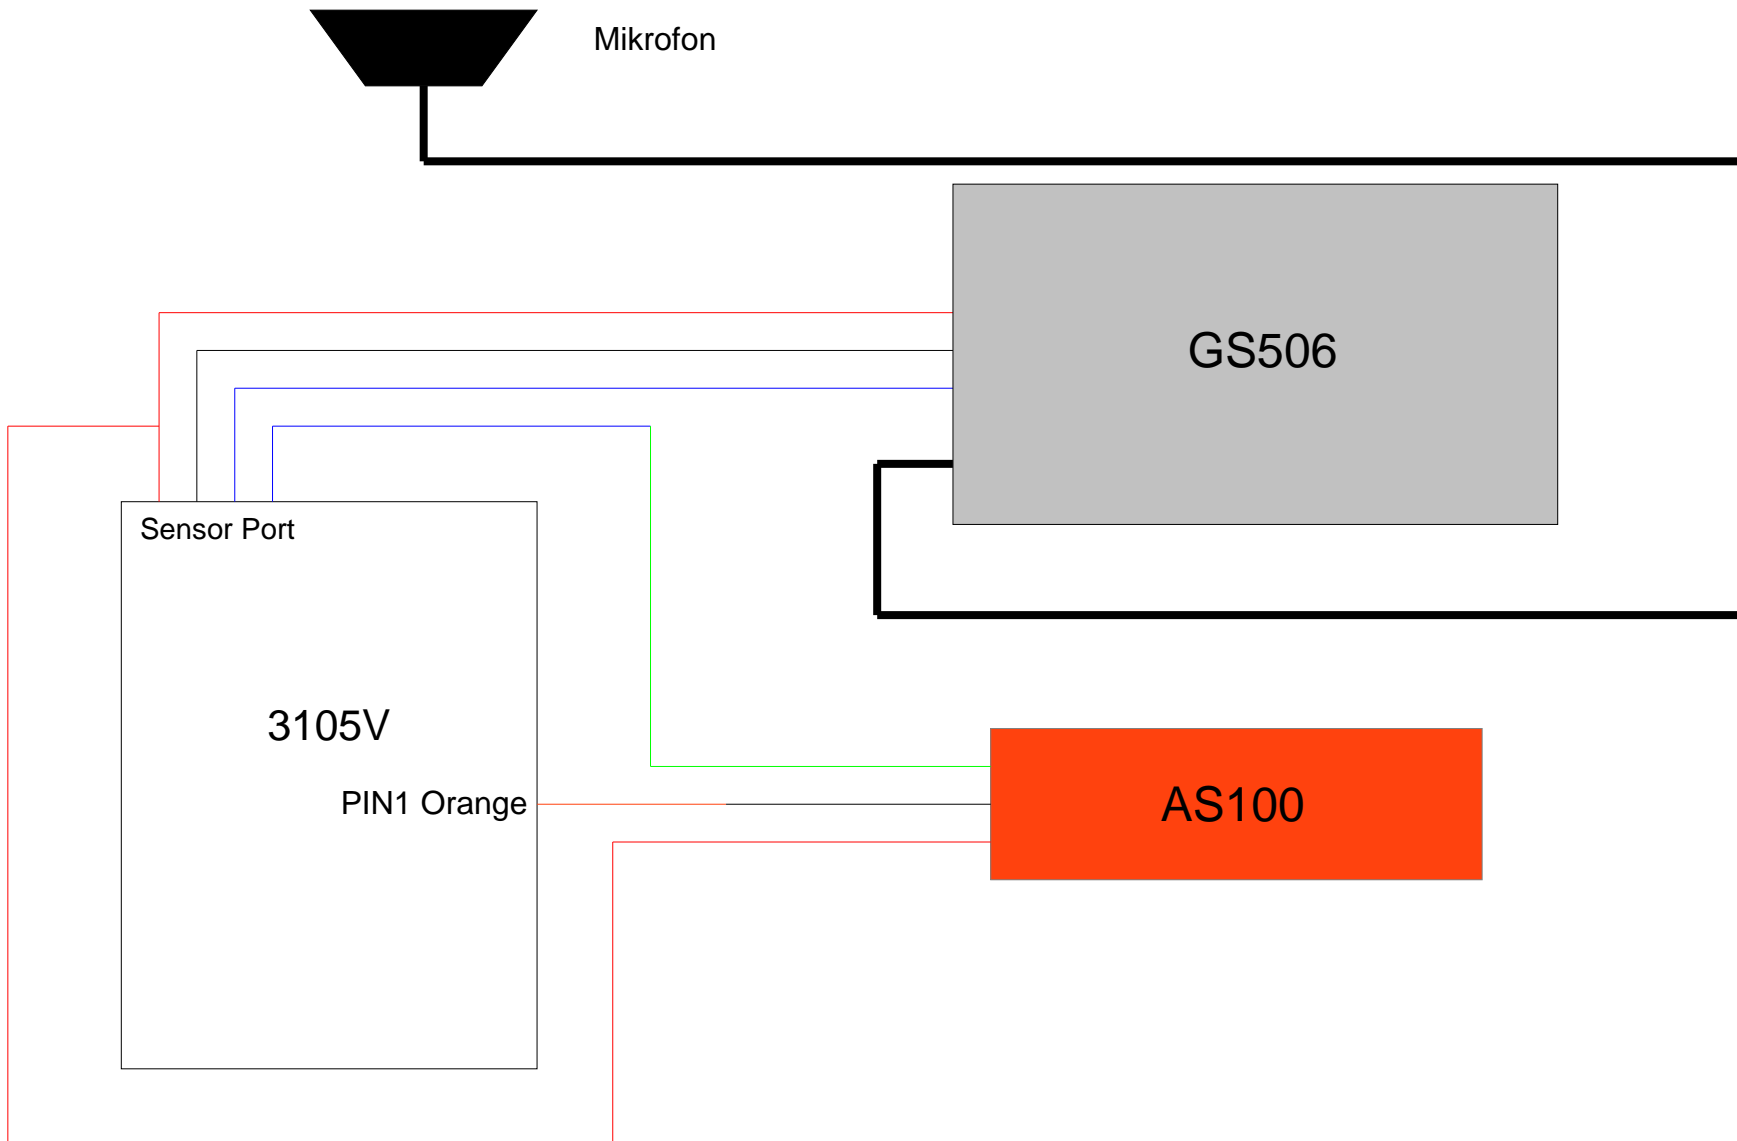 Mikrofon
GS506
Sensor Port
3105V
PIN1 Orange
AS100